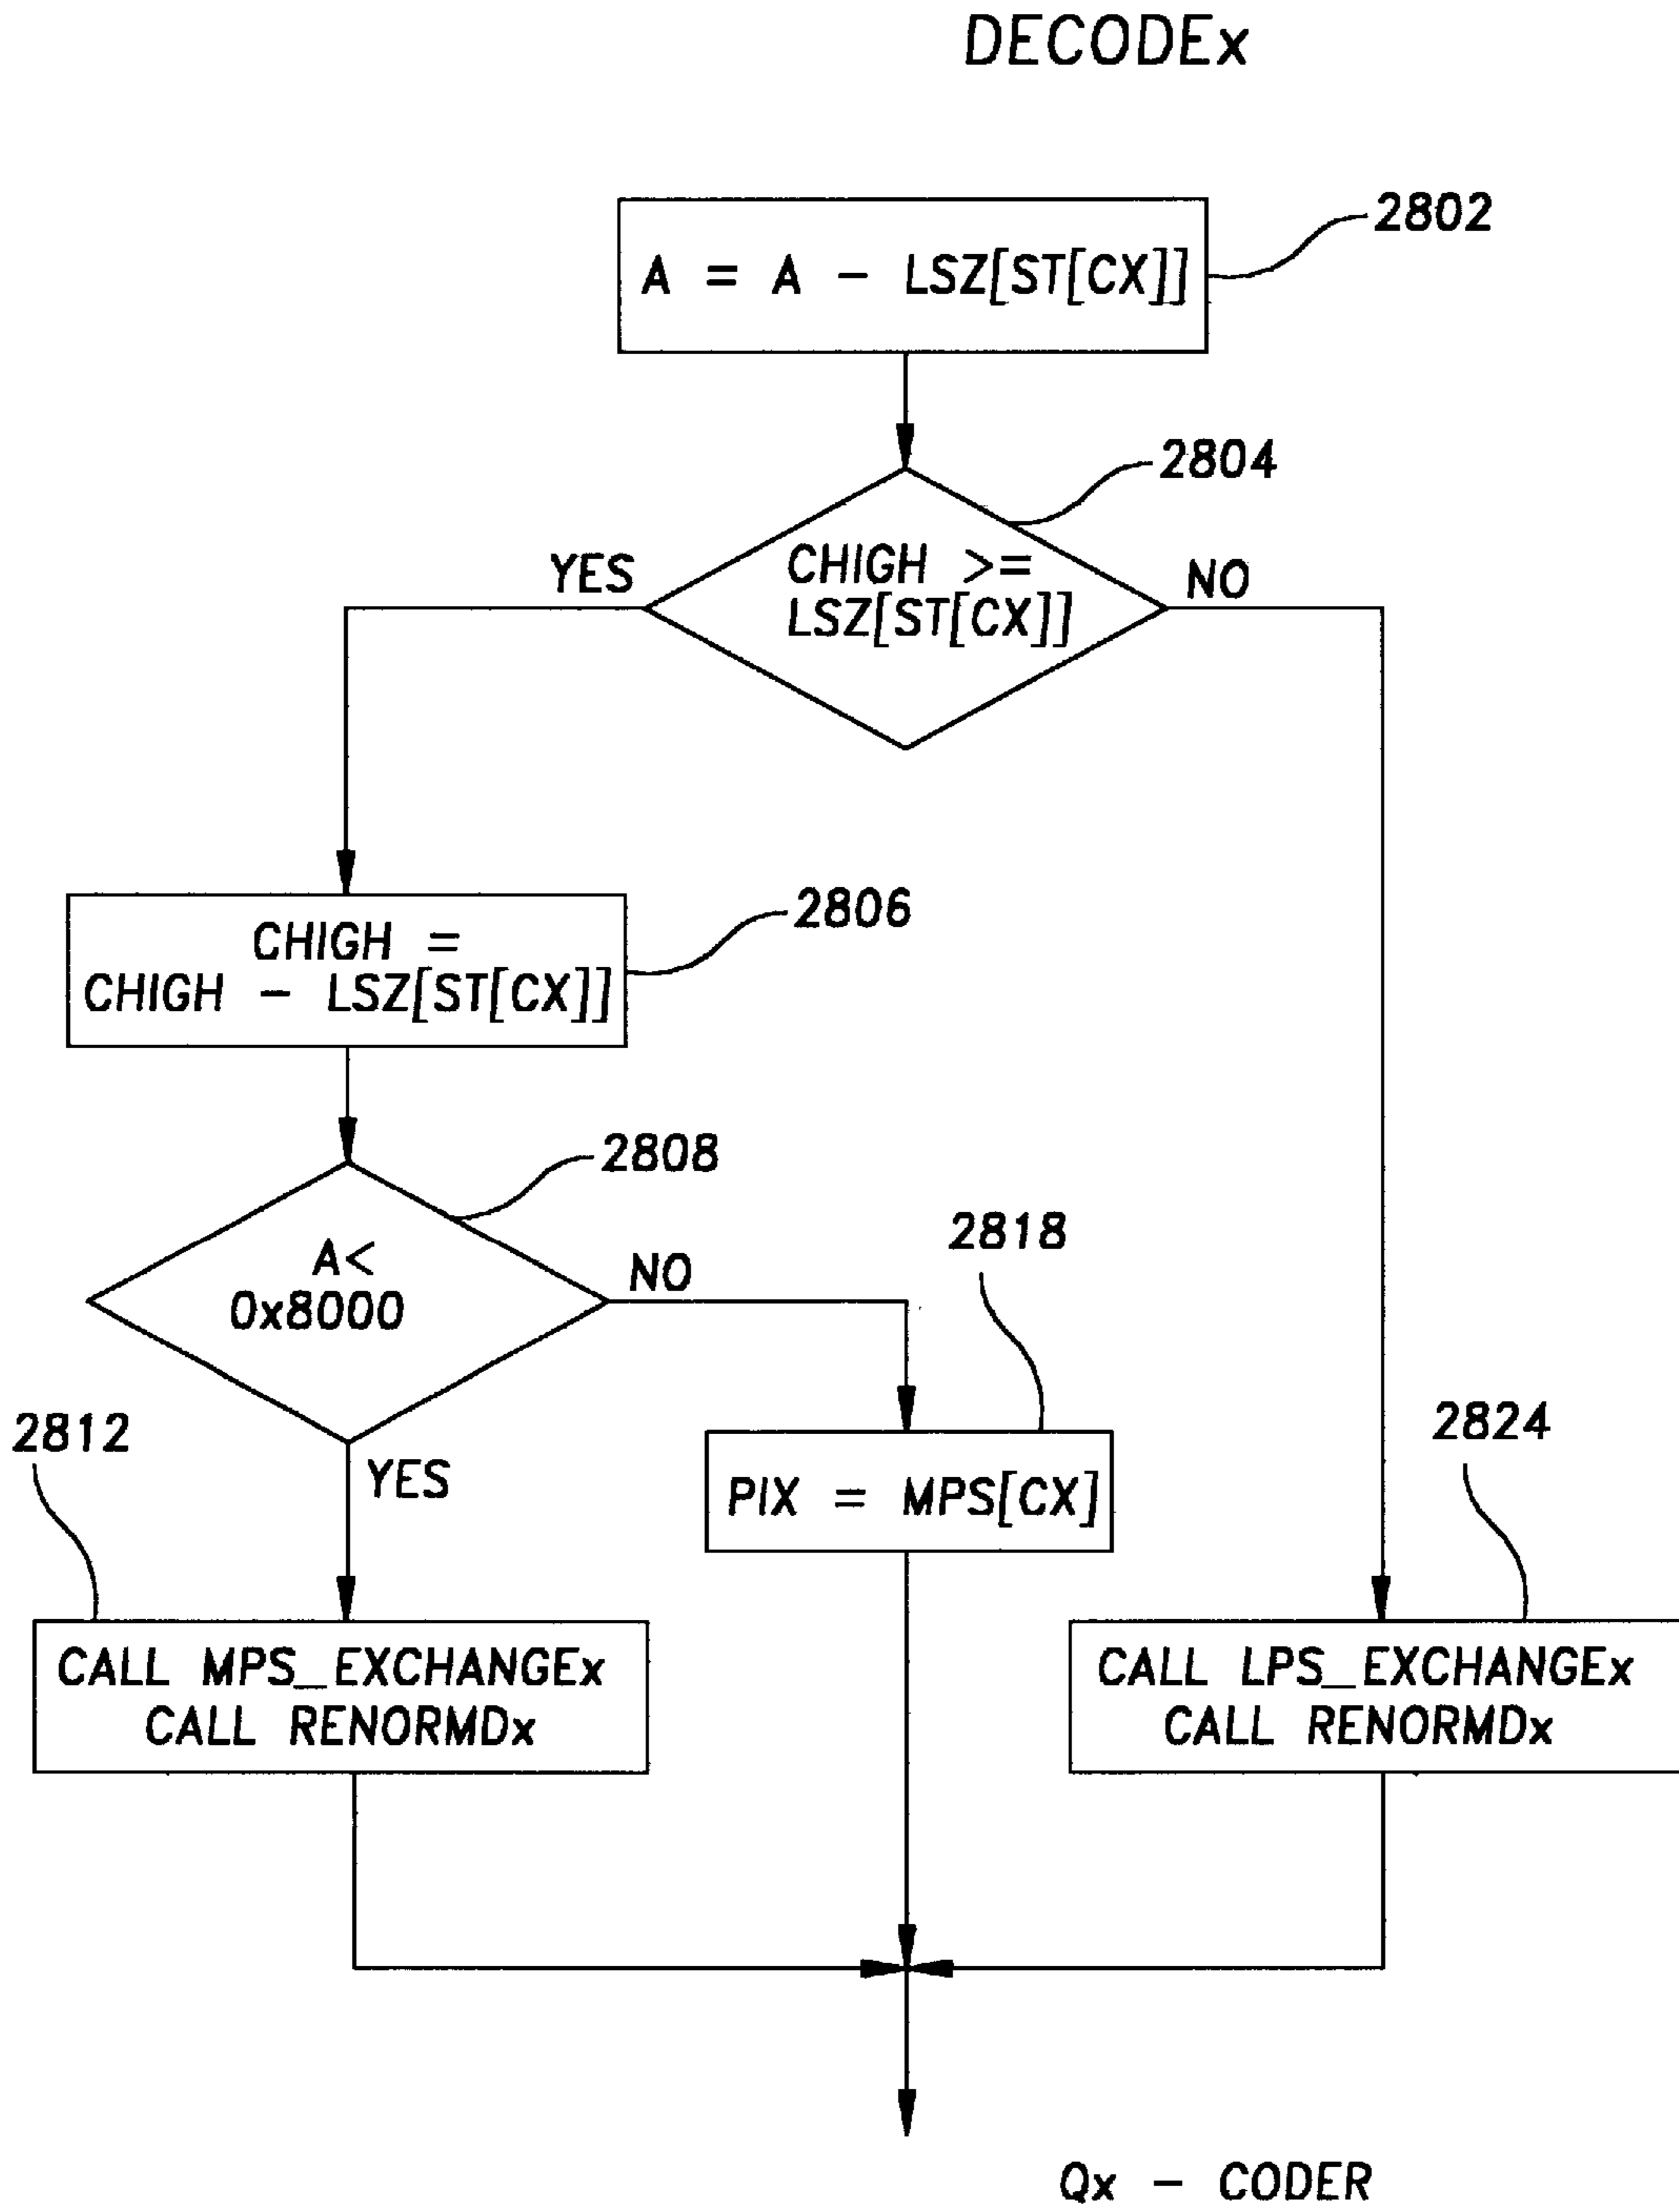 DECODEx
2802
A = A - LSZ[ST[CX]]
2804
CHIGH >=
LSZ[ST[CX]]
YES
NO
2806
CHIGH =
CHIGH - LSZ[ST[CX]]
2808
A<
0x8000
NO
YES
2818
PIX = MPS[CX]
2812
CALL MPS_EXCHANGEx
CALL RENORMDx
2824
CALL LPS_EXCHANGEx
CALL RENORMDx
Qx - CODER